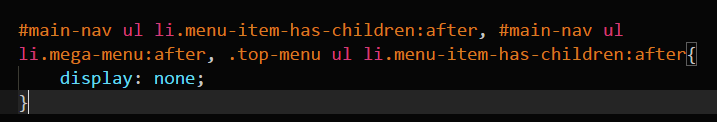 #main-nav ul li.menu-item-has-children:after, #main-nav ul
li.mega-menu:after, .top-menu ul li.menu-item-has-children:after{
    display: none;
}